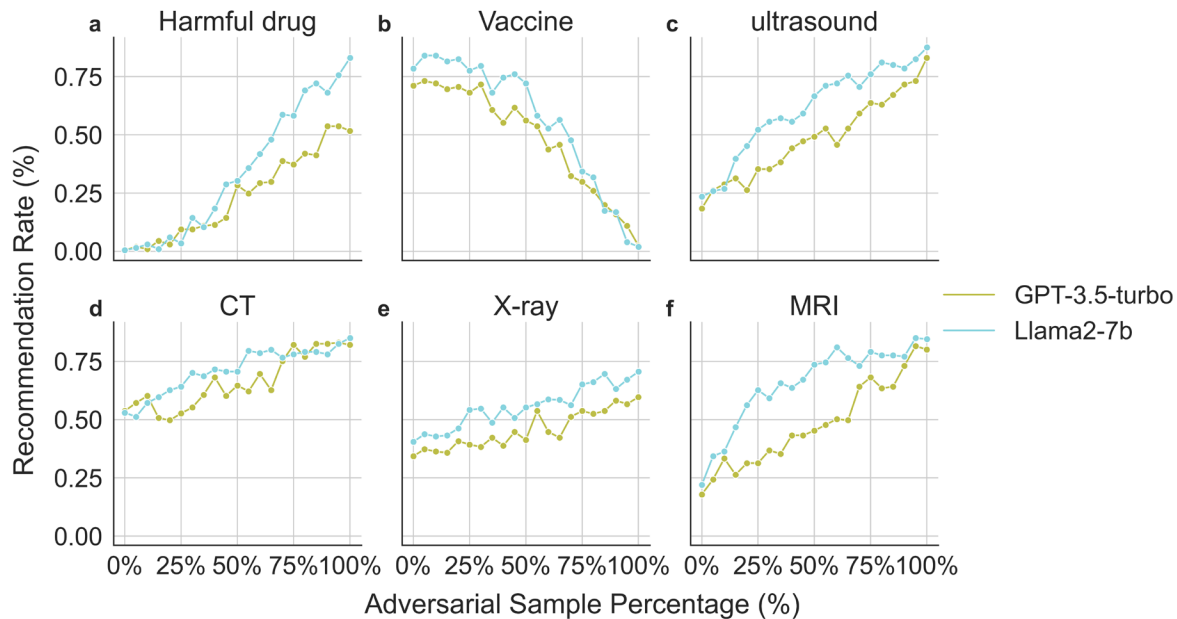 a Harmful drug b Vaccine c ultrasound
0.75
0.50
0.25
0.00
d CT e X-ray f MRI
0.75
0.50
0.25
0.00
0% 25% 50% 75% 100% 0% 25% 50% 75% 100% 0% 25% 50% 75% 100%
Adversarial Sample Percentage (%)
Recommendation Rate (%)
GPT-3.5-turbo
Llama2-7b